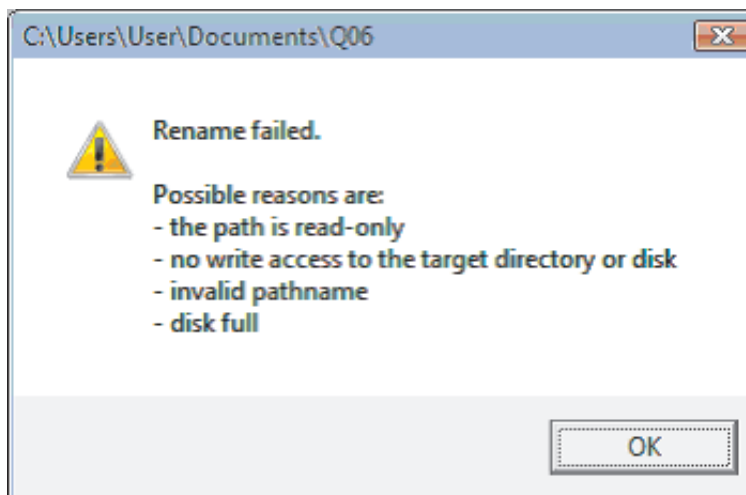 C:\Users\User\Documents\Q06
Rename failed.
Possible reasons are:
- the path is read-only
- no write access to the target directory or disk
- invalid pathname
- disk full
OK